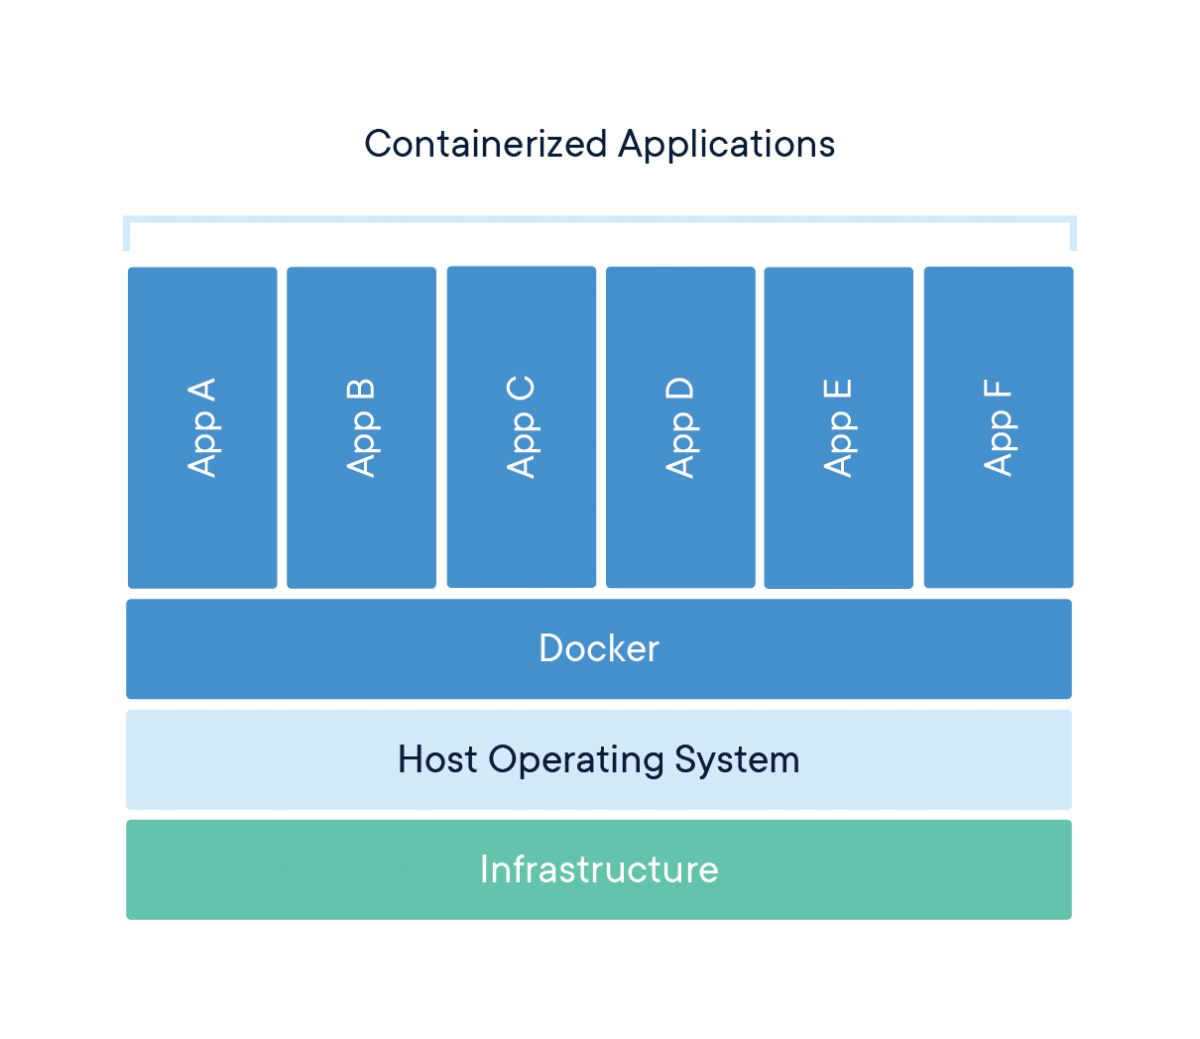 Containerized Applications
App A
App B
App C
App D
App E
App F
Docker
Host Operating System
Infrastructure